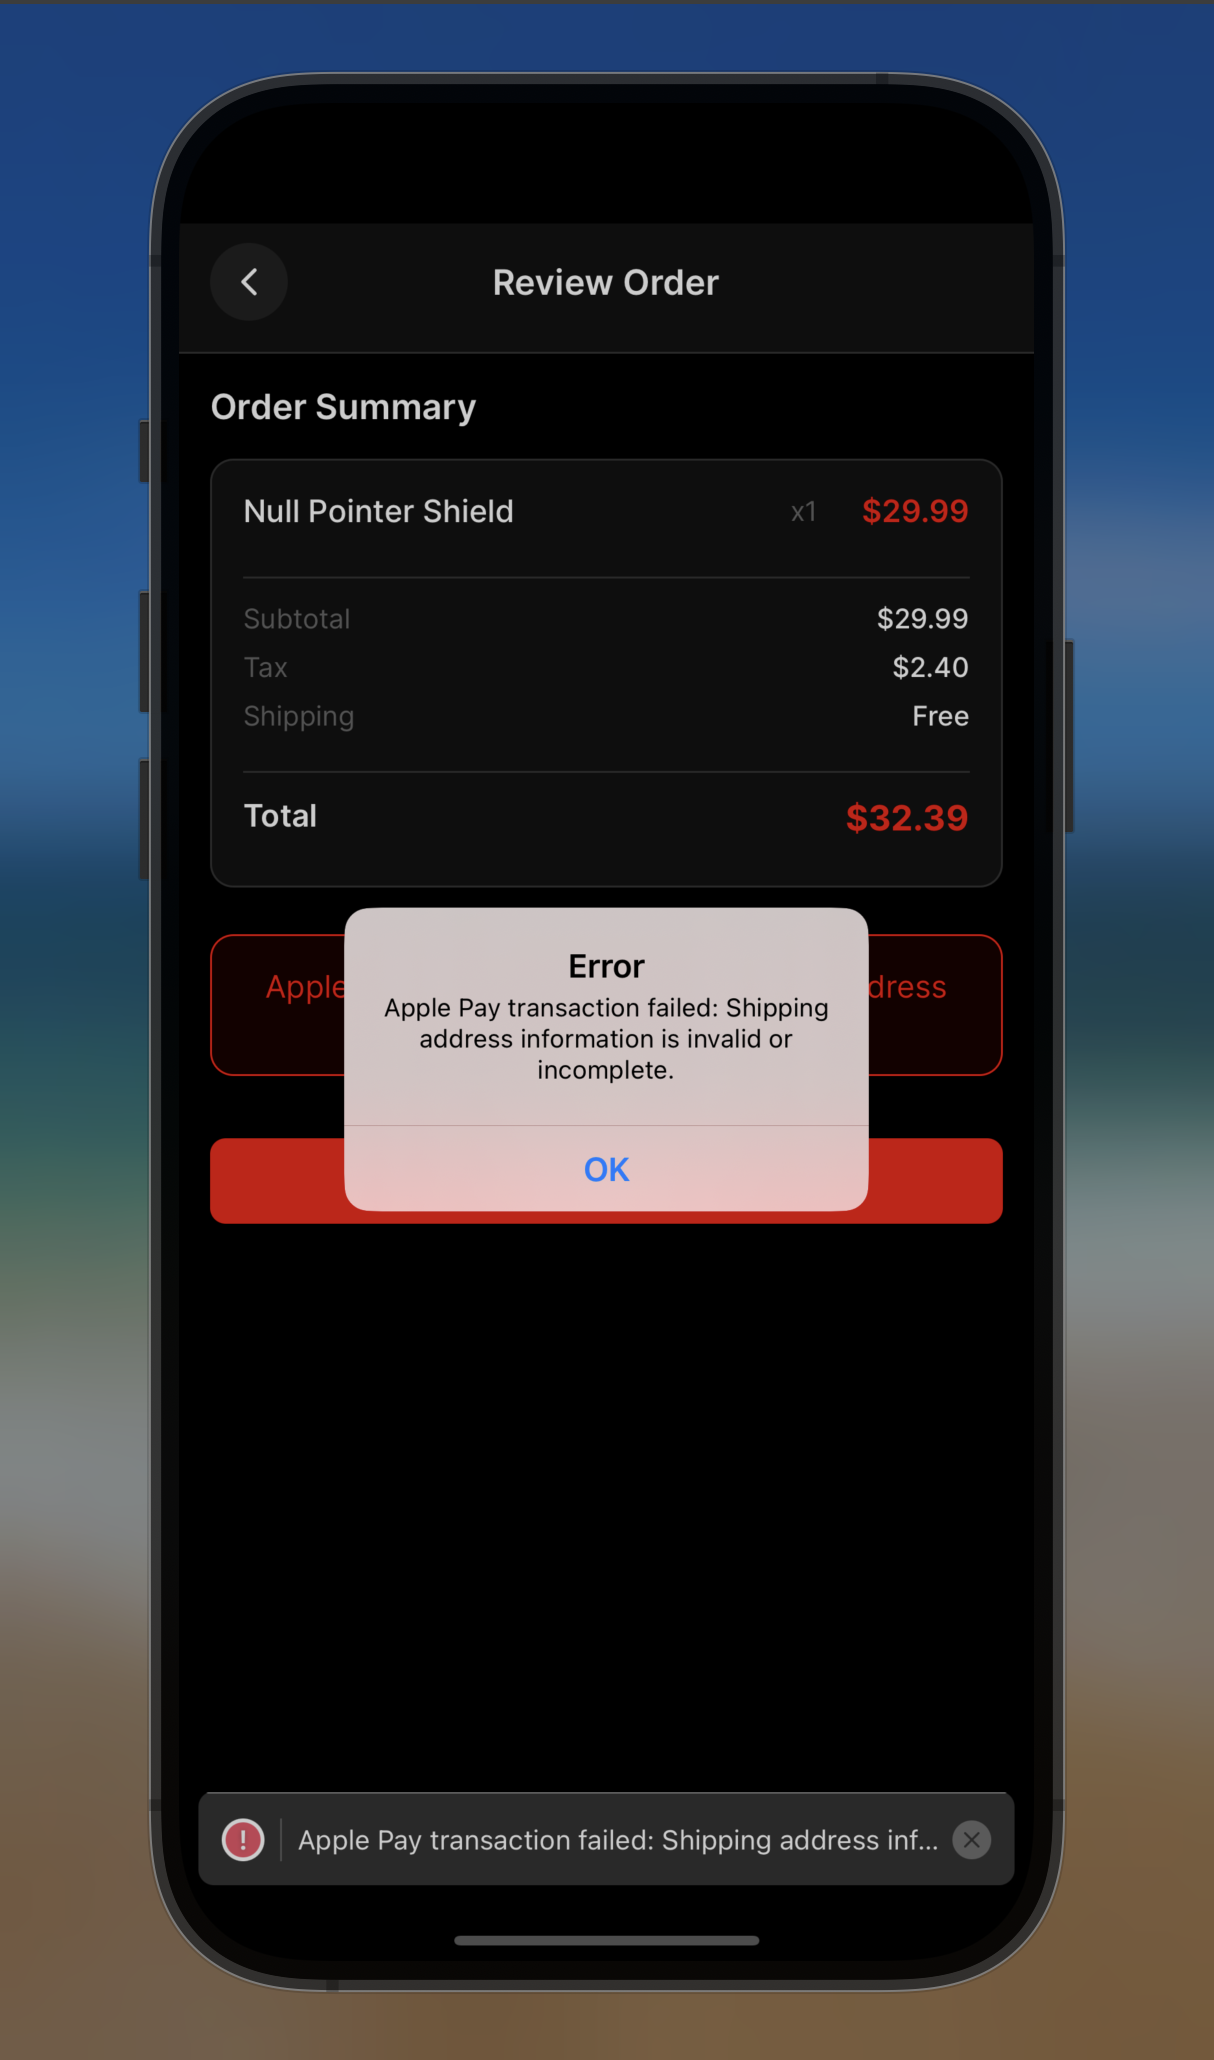 Review Order
Order Summary
Null Pointer Shield x1 $29.99
Subtotal $29.99
Tax $2.40
Shipping Free
Total $32.39
Apple dress
Error
Apple Pay transaction failed: Shipping
address information is invalid or
incomplete.
OK
! Apple Pay transaction failed: Shipping address inf...